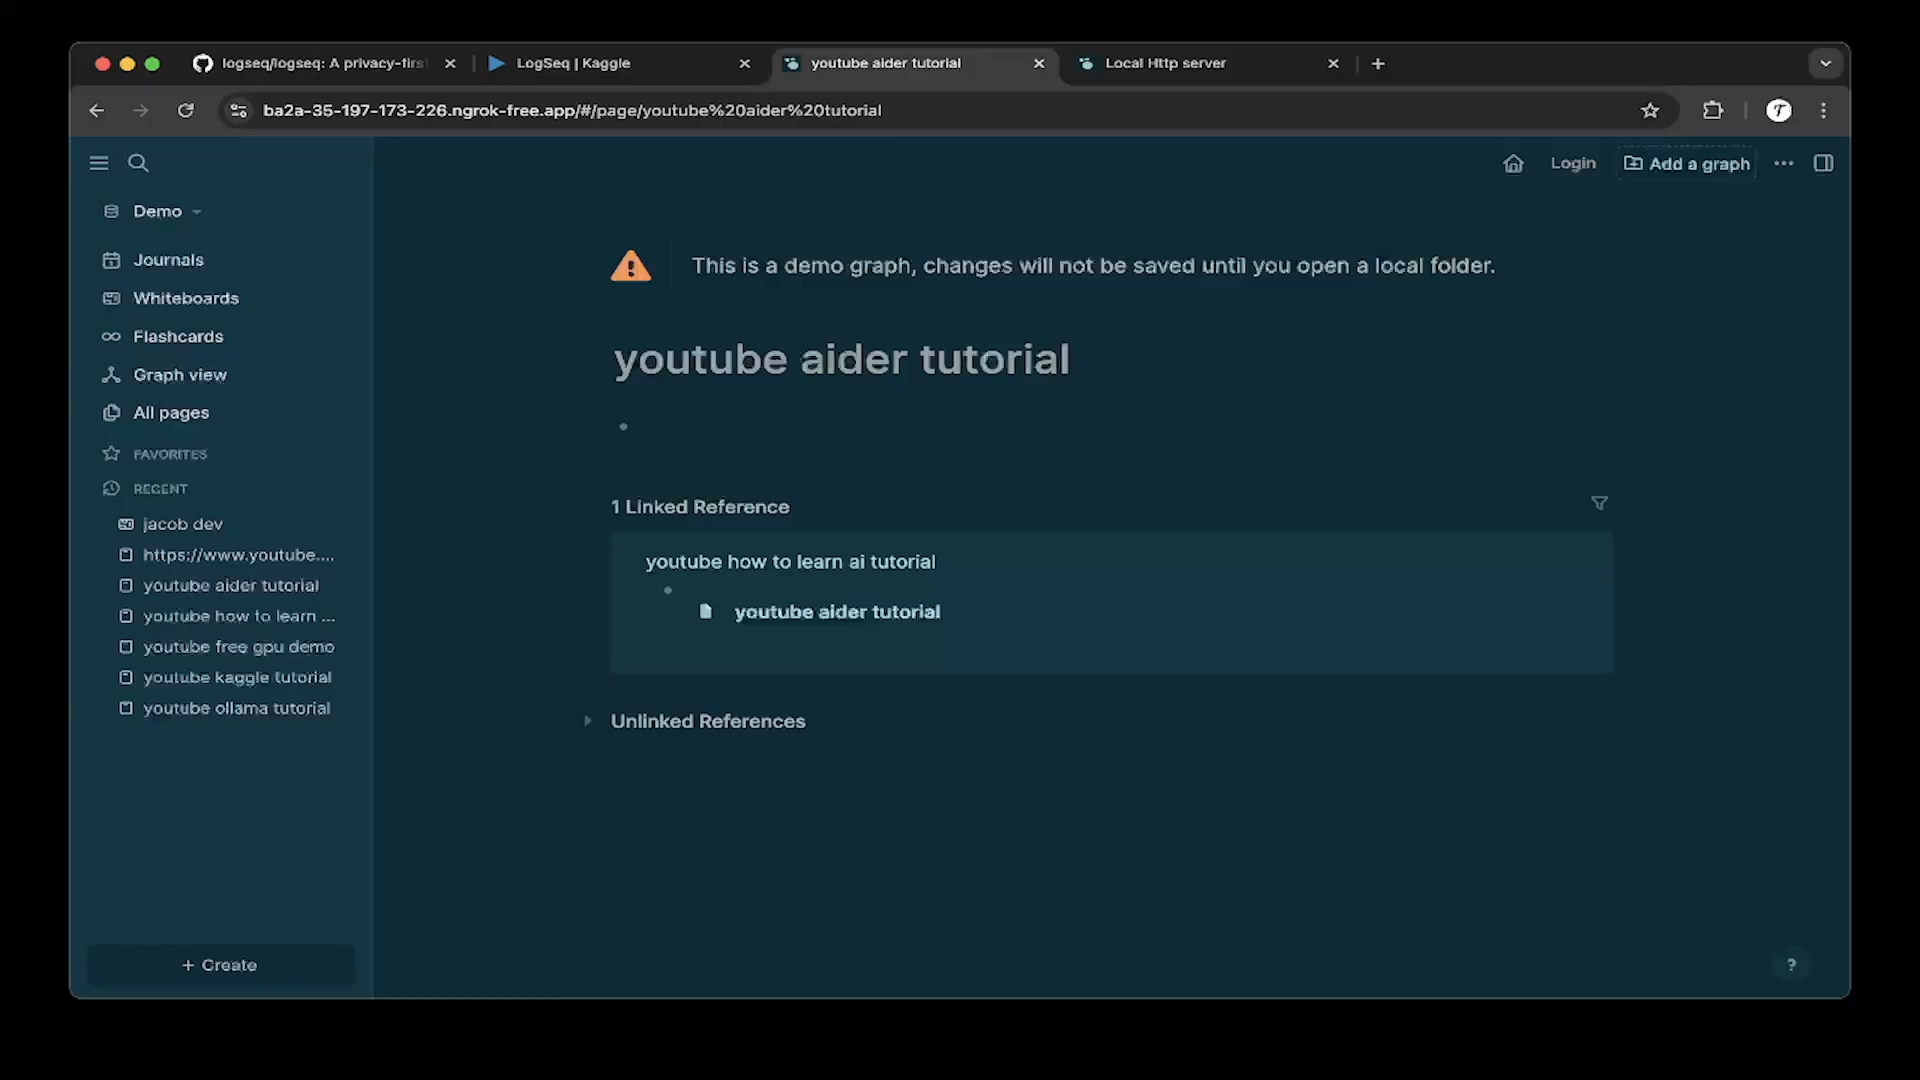 logseq/logseq: A privacy-firs
LogSeq | Kaggle
youtube aider tutorial
Local Http server
ba2a-35-197-173-226.ngrok-free.app/#/page/youtube%20aider%20tutorial
Login
Add a graph
Demo
Journals
Whiteboards
Flashcards
Graph view
All pages
FAVORITES
RECENT
jacob dev
https://www.youtube....
youtube aider tutorial
youtube how to learn ...
youtube free gpu demo
youtube kaggle tutorial
youtube ollama tutorial
+ Create
This is a demo graph, changes will not be saved until you open a local folder.
youtube aider tutorial
1 Linked Reference
youtube how to learn ai tutorial
youtube aider tutorial
Unlinked References
?